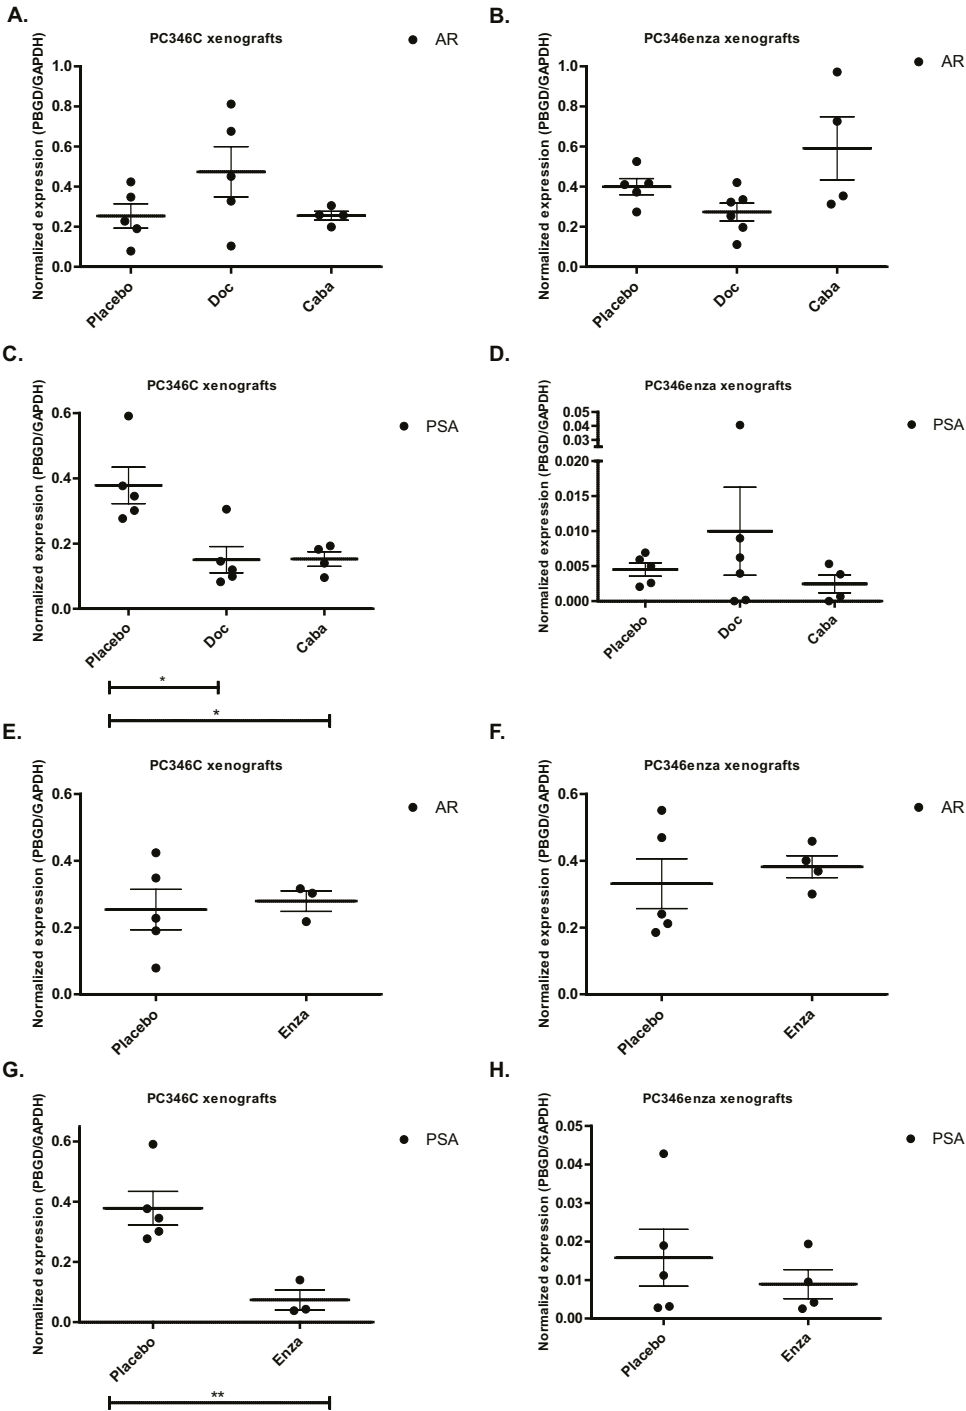 A.
PC346C xenografts
AR
Normalized expression (PBGD/GAPDH)
1.0
0.8
0.6
0.4
0.2
0.0
Placebo
Doc
Caba
B.
PC346enza xenografts
AR
Normalized expression (PBGD/GAPDH)
1.0
0.8
0.6
0.4
0.2
0.0
Placebo
Doc
Caba
C.
PC346C xenografts
PSA
Normalized expression (PBGD/GAPDH)
0.6
0.4
0.2
0.0
Placebo
Doc
Caba
*
*
D.
PC346enza xenografts
PSA
Normalized expression (PBGD/GAPDH)
0.05
0.04
0.03
0.020
0.015
0.010
0.005
0.000
Placebo
Doc
Caba
E.
PC346C xenografts
AR
Normalized expression (PBGD/GAPDH)
0.6
0.4
0.2
0.0
Placebo
Enza
F.
PC346enza xenografts
AR
Normalized expression (PBGD/GAPDH)
0.6
0.4
0.2
0.0
Placebo
Enza
G.
PC346C xenografts
PSA
Normalized expression (PBGD/GAPDH)
0.6
0.4
0.2
0.0
Placebo
Enza
**
H.
PC346enza xenografts
PSA
Normalized expression (PBGD/GAPDH)
0.05
0.04
0.03
0.02
0.01
0.00
Placebo
Enza